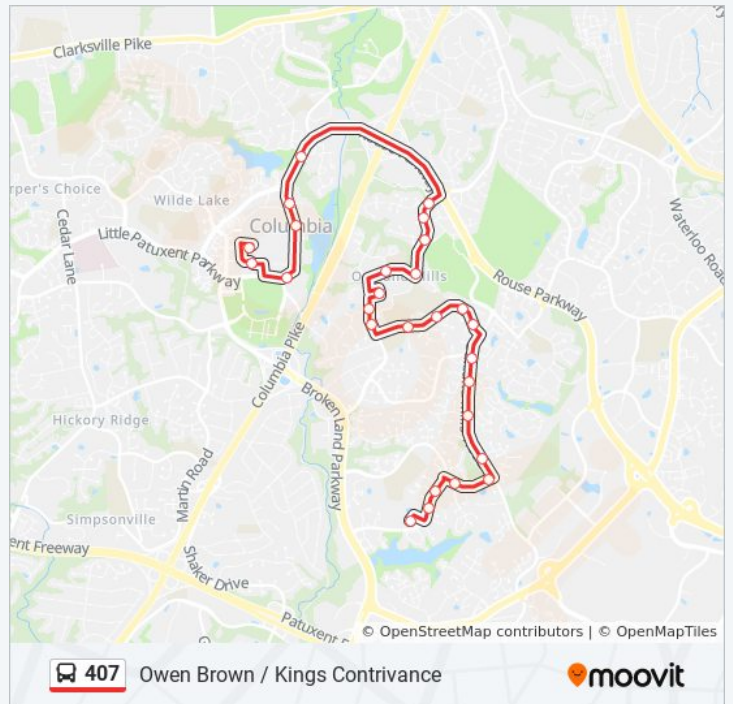 Clarksville Pike
rper's Choice
Wilde Lake
Cedar Lane
Columbia
Little Patuxent Parkway
Waterloo Road
Rouse Parkway
Columbia Pike
Broken Land Parkway
Hickory Ridge
Martin Road
Simpsonville
ent Freeway
Shaker Drive
Patuxent
© OpenStreetMap contributors | © OpenMapTiles
407 Owen Brown / Kings Contrivance
moovit